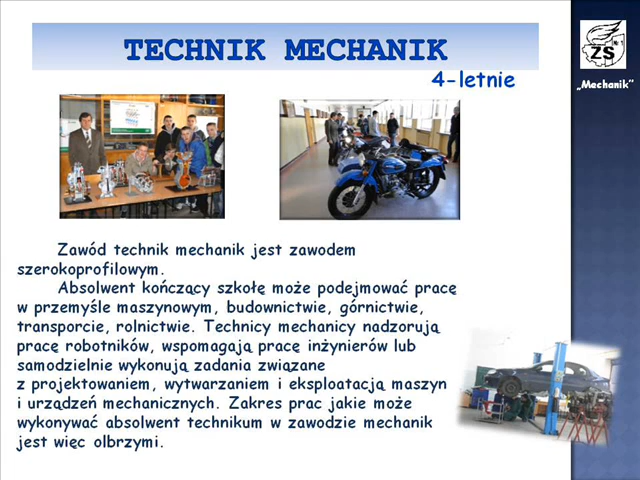 TECHNIK MECHANIK
4-letnie
ZS
„Mechanik”
Zawód technik mechanik jest zawodem
szerokoprofilowym.
Absolwent kończący szkołę może podejmować pracę
w przemyśle maszynowym, budownictwie, górnictwie,
transporcie, rolnictwie. Technicy mechanicy nadzorują
pracę robotników, wspomagają pracę inżynierów lub
samodzielnie wykonują zadania związane
z projektowaniem, wytwarzaniem i eksploatacją maszyn
i urządzeń mechanicznych. Zakres prac jakie może
wykonywać absolwent technikum w zawodzie mechanik
jest więc olbrzymi.